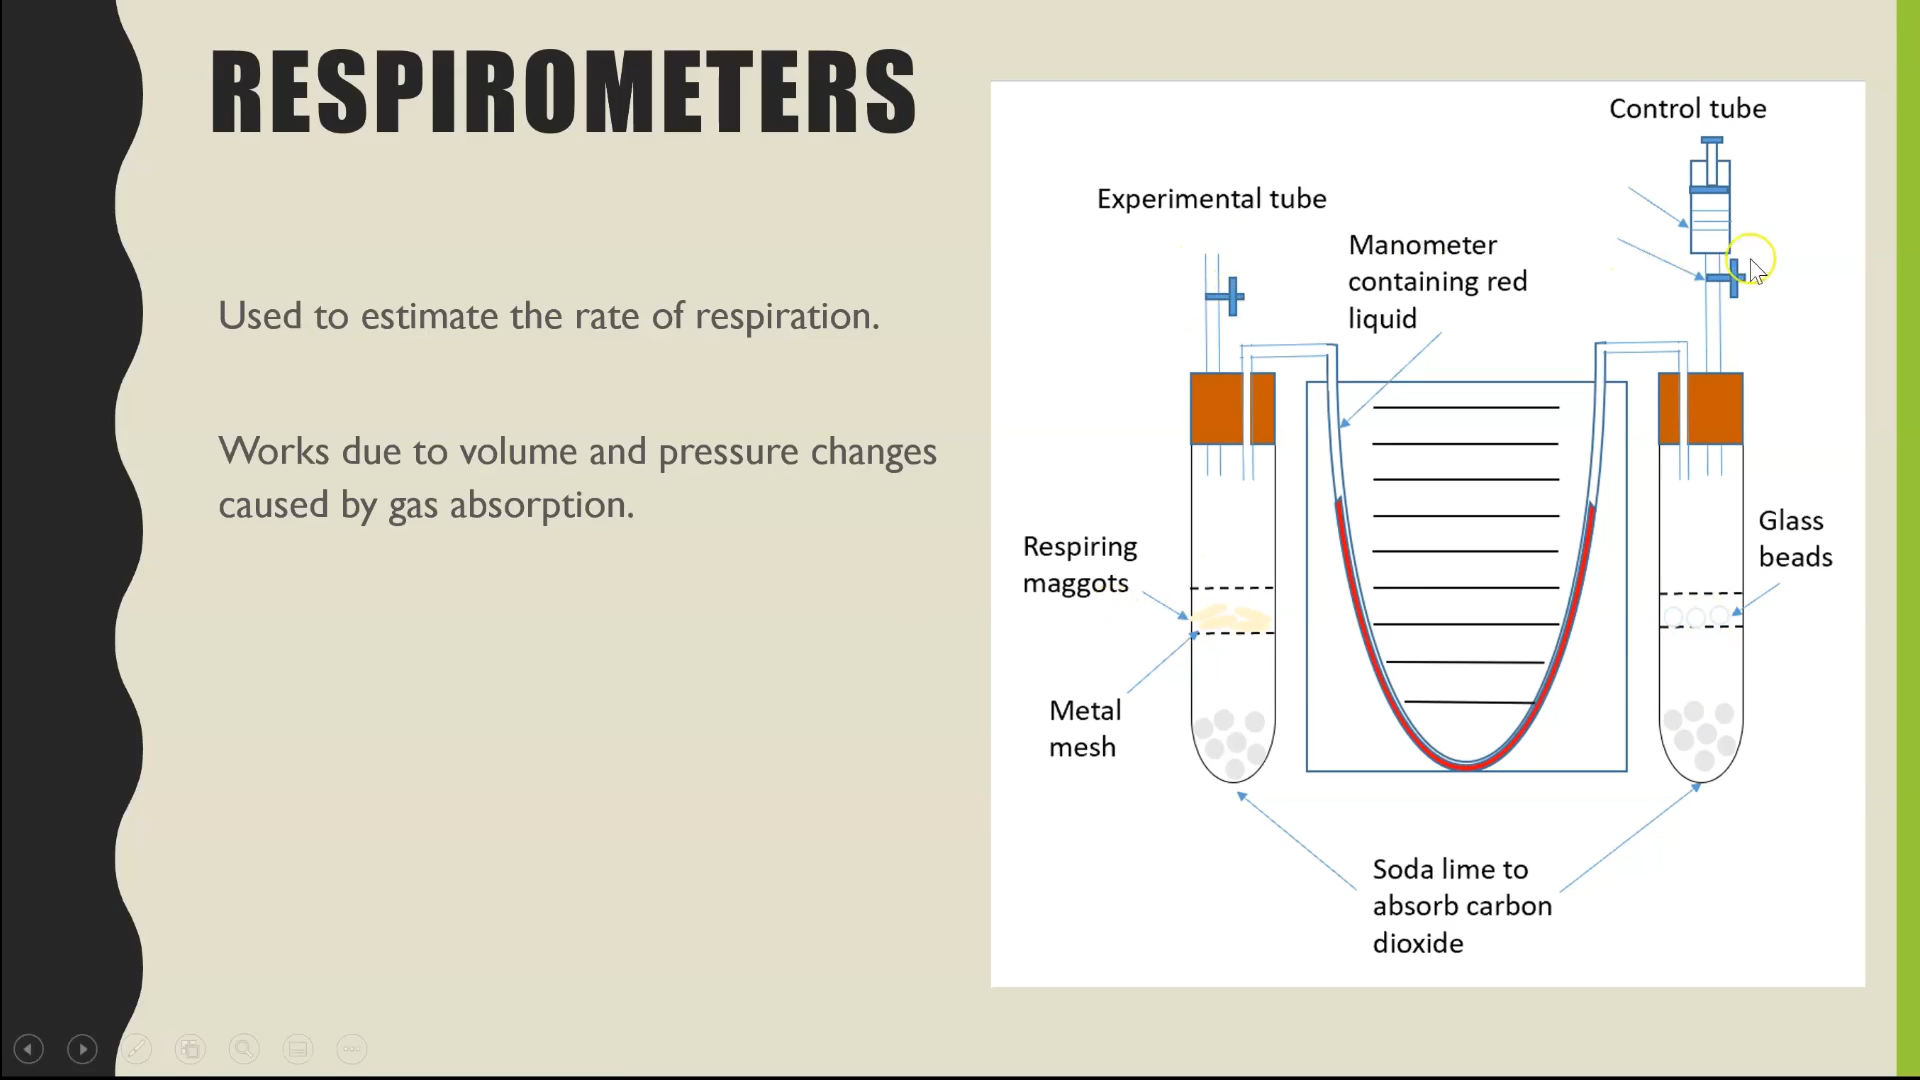 RESPIROMETERS
Used to estimate the rate of respiration.
Works due to volume and pressure changes
caused by gas absorption.
Control tube
Experimental tube
Manometer
containing red
liquid
Glass
beads
Respiring
maggots
Metal
mesh
Soda lime to
absorb carbon
dioxide